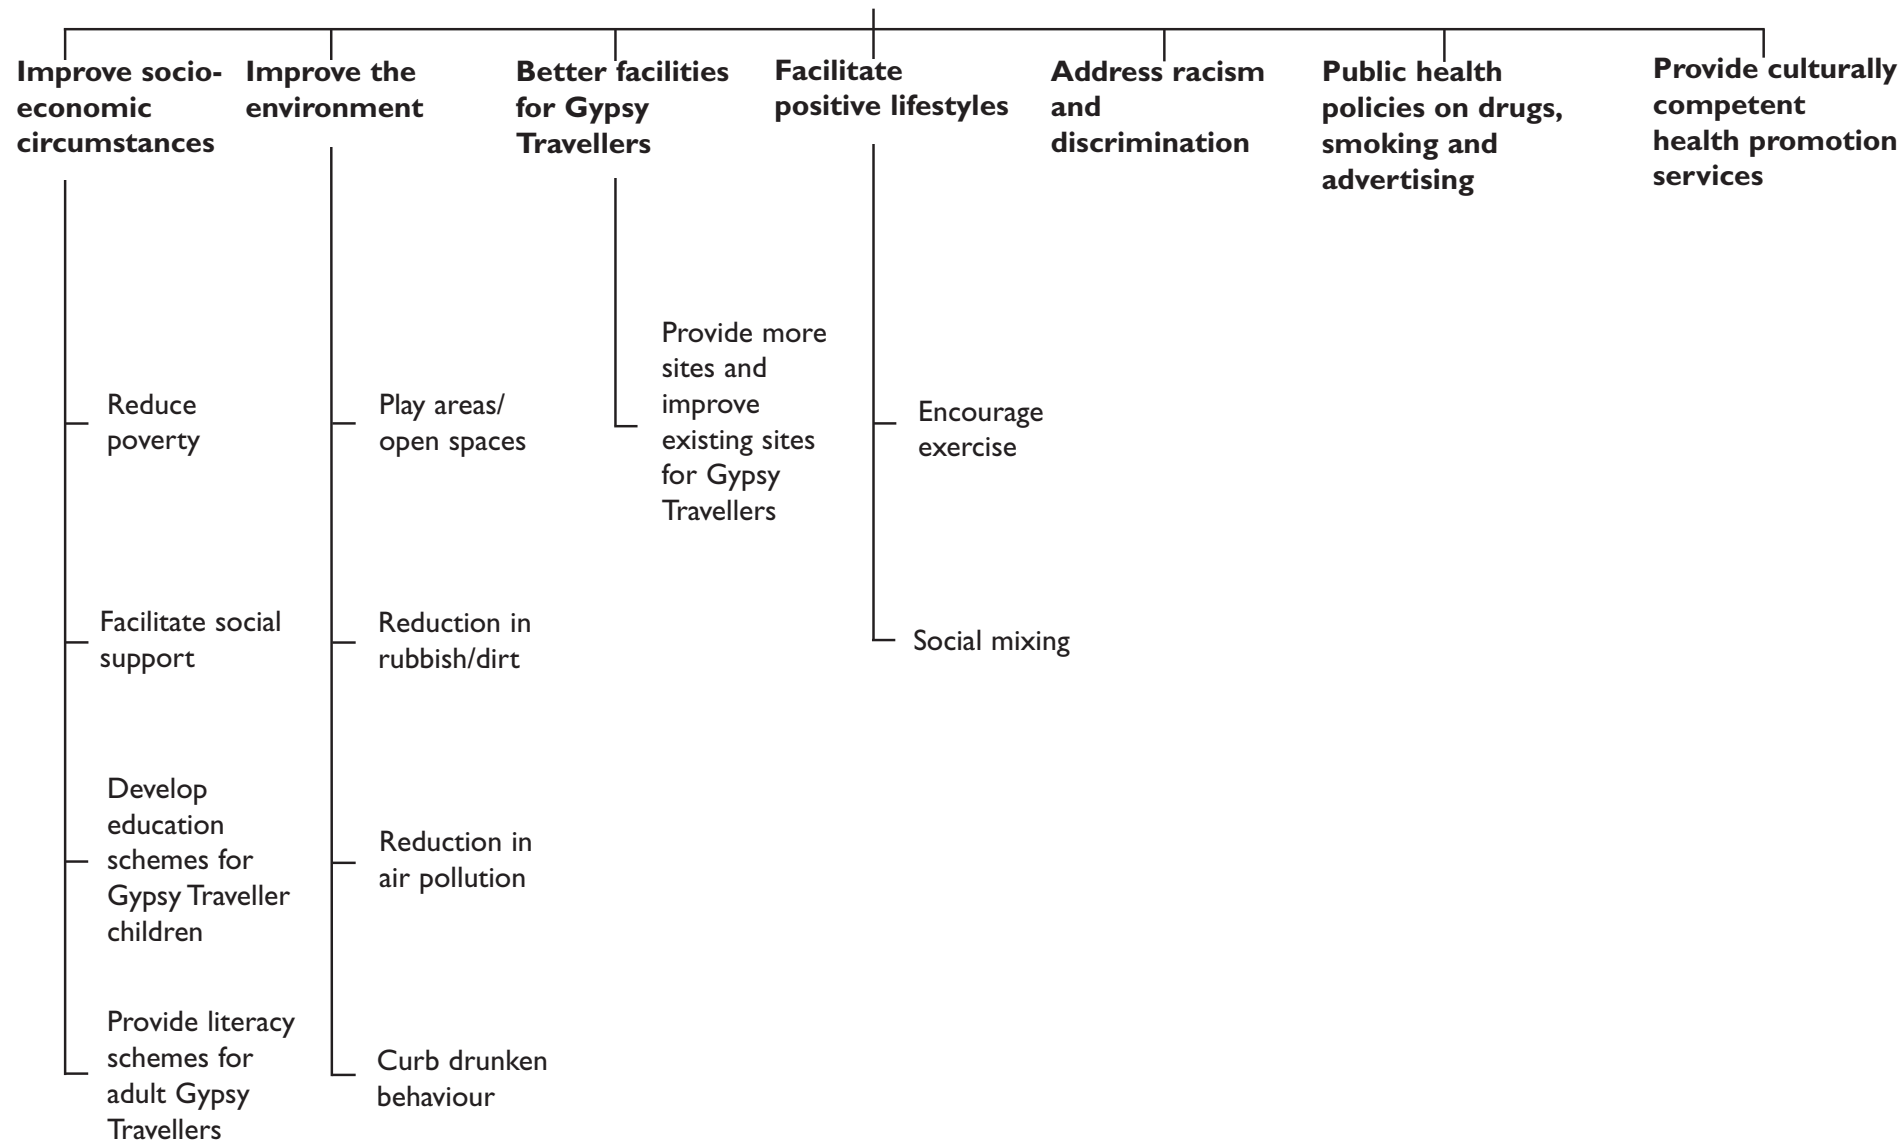 Improve socio-
economic
circumstances
Improve the
environment
Better facilities
for Gypsy
Travellers
Facilitate
positive lifestyles
Address racism
and
discrimination
Public health
policies on drugs,
smoking and
advertising
Provide culturally
competent
health promotion
services
Reduce
poverty
Facilitate social
support
Develop
education
schemes for
Gypsy Traveller
children
Provide literacy
schemes for
adult Gypsy
Travellers
Play areas/
open spaces
Reduction in
rubbish/dirt
Reduction in
air pollution
Curb drunken
behaviour
Provide more
sites and
improve
existing sites
for Gypsy
Travellers
Encourage
exercise
Social mixing